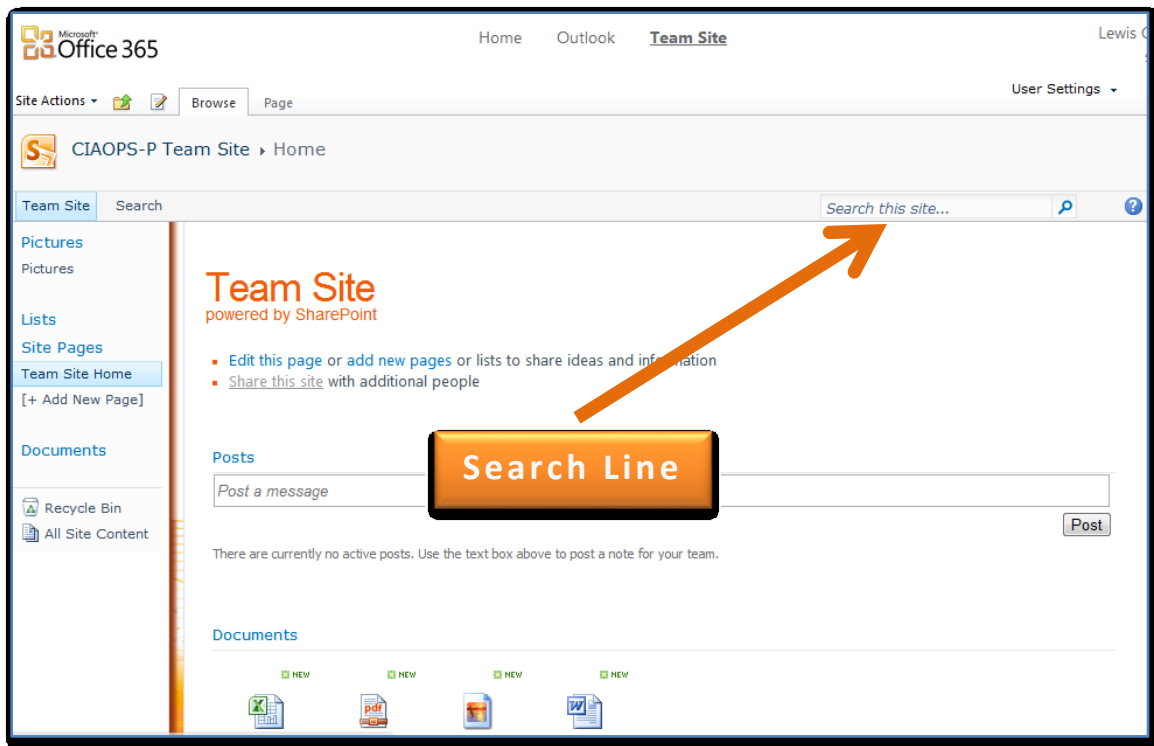 Microsoft
Office 365
Home Outlook Team Site
Lewis
User Settings
Site Actions
Browse Page
CIAOPS-P Team Site Home
Team Site Search
Search this site...
Pictures
Pictures
Lists
Site Pages
Team Site Home
[+ Add New Page]
Documents
Recycle Bin
All Site Content
Team Site
powered by SharePoint
Edit this page or add new pages or lists to share ideas and information
Share this site with additional people
Search Line
Posts
Post a message
Post
There are currently no active posts. Use the text box above to post a note for your team.
Documents
NEW NEW NEW NEW
pdf